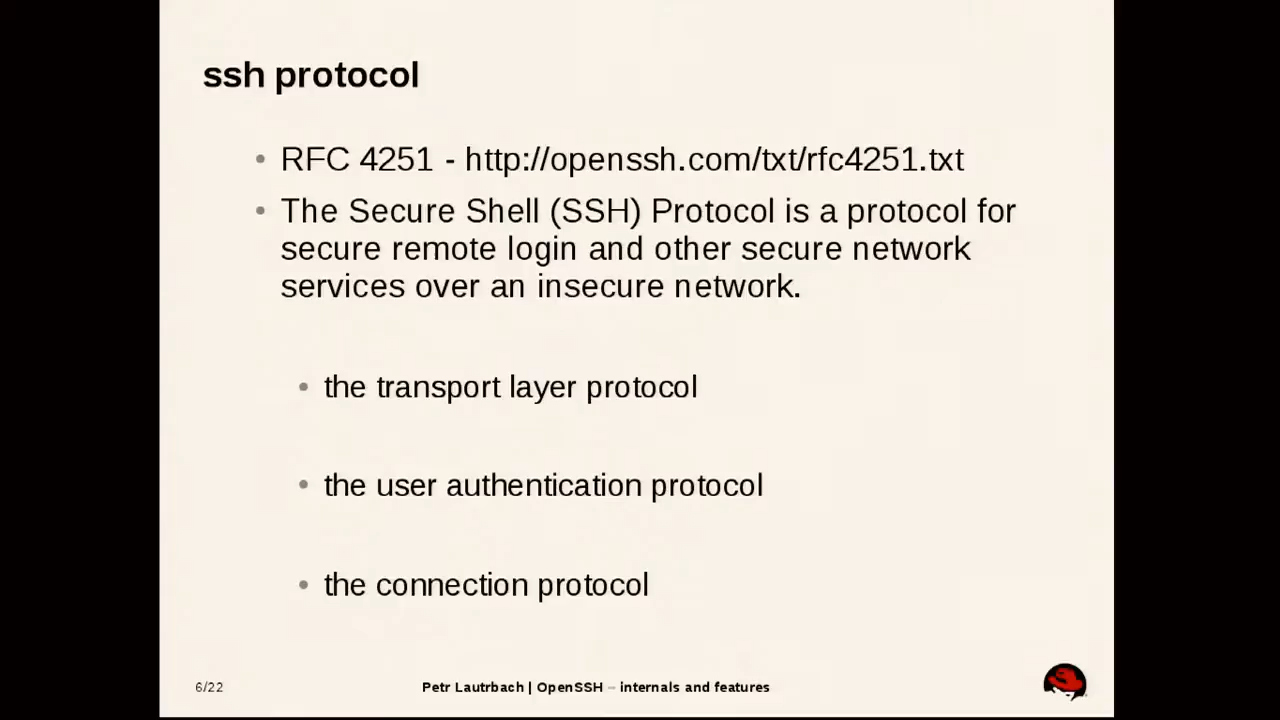 ssh protocol
• RFC 4251 - http://openssh.com/txt/rfc4251.txt
• The Secure Shell (SSH) Protocol is a protocol for
secure remote login and other secure network
services over an insecure network.
• the transport layer protocol
• the user authentication protocol
• the connection protocol
6/22
Petr Lautrbach | OpenSSH – internals and features